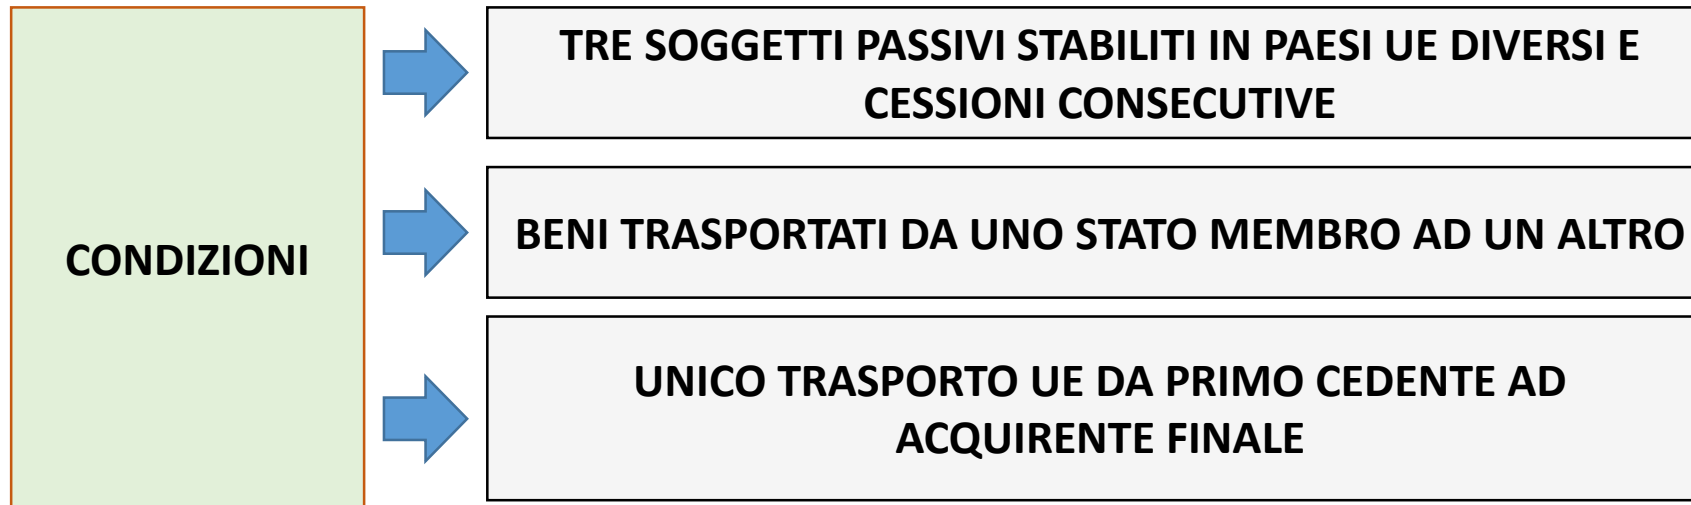 CONDIZIONI
TRE SOGGETTI PASSIVI STABILITI IN PAESI UE DIVERSI E
CESSIONI CONSECUTIVE
BENI TRASPORTATI DA UNO STATO MEMBRO AD UN ALTRO
UNICO TRASPORTO UE DA PRIMO CEDENTE AD
ACQUIRENTE FINALE